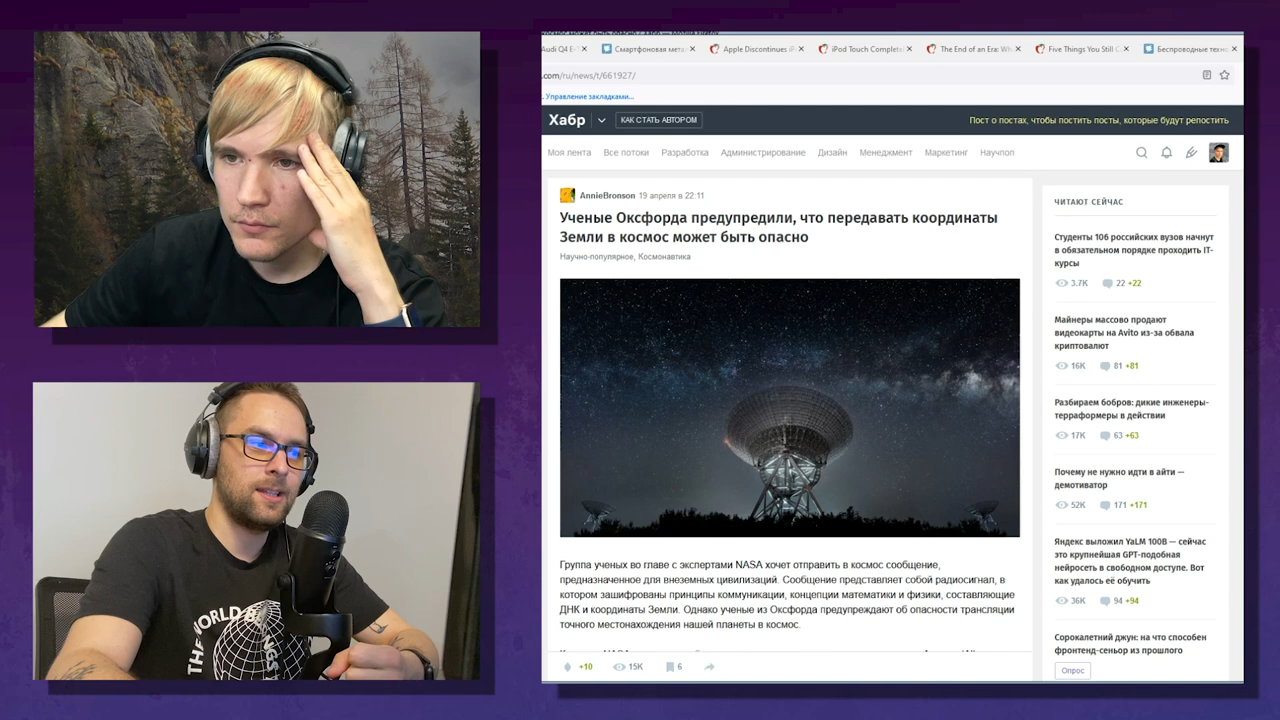 Audi Q4 E-T
Смартфоновая мета
Apple Discontinues iP
iPod Touch Complete
The End of an Era: Wh
Five Things You Still C
Беспроводные техн
.com/ru/news/t/661927/
Управление закладками...
Хабр
КАК СТАТЬ АВТОРОМ
Пост о постах, чтобы постить посты, которые будут репостить
Моя лента Все потоки Разработка Администрирование Дизайн Менеджмент Маркетинг Научпоп
AnnieBronson 19 апреля в 22:11
Ученые Оксфорда предупредили, что передавать координаты
Земли в космос может быть опасно
Научно-популярное, Космонавтика
Группа ученых во главе с экспертами NASA хочет отправить в космос сообщение,
предназначенное для внеземных цивилизаций. Сообщение представляет собой радиосигнал, в
котором зашифрованы принципы коммуникации, концепции математики и физики, составляющие
ДНК и координаты Земли. Однако ученые из Оксфорда предупреждают об опасности трансляции
точного местонахождения нашей планеты в космос.
+10 15K 6
ЧИТАЮТ СЕЙЧАС
Студенты 106 российских вузов начнут
в обязательном порядке проходить IT-
курсы
3.7K 22 +22
Майнеры массово продают
видеокарты на Avito из-за обвала
криптовалют
16K 81 +81
Разбираем бобров: дикие инженеры-
терраформеры в действии
17K 63 +63
Почему не нужно идти в айти —
демотиватор
52K 171 +171
Яндекс выложил YaLM 100B — сейчас
это крупнейшая GPT-подобная
нейросеть в свободном доступе. Вот
как удалось её обучить
36K 94 +94
Сорокалетний джун: на что способен
фронтенд-сеньор из прошлого
Опрос
THE WORLD